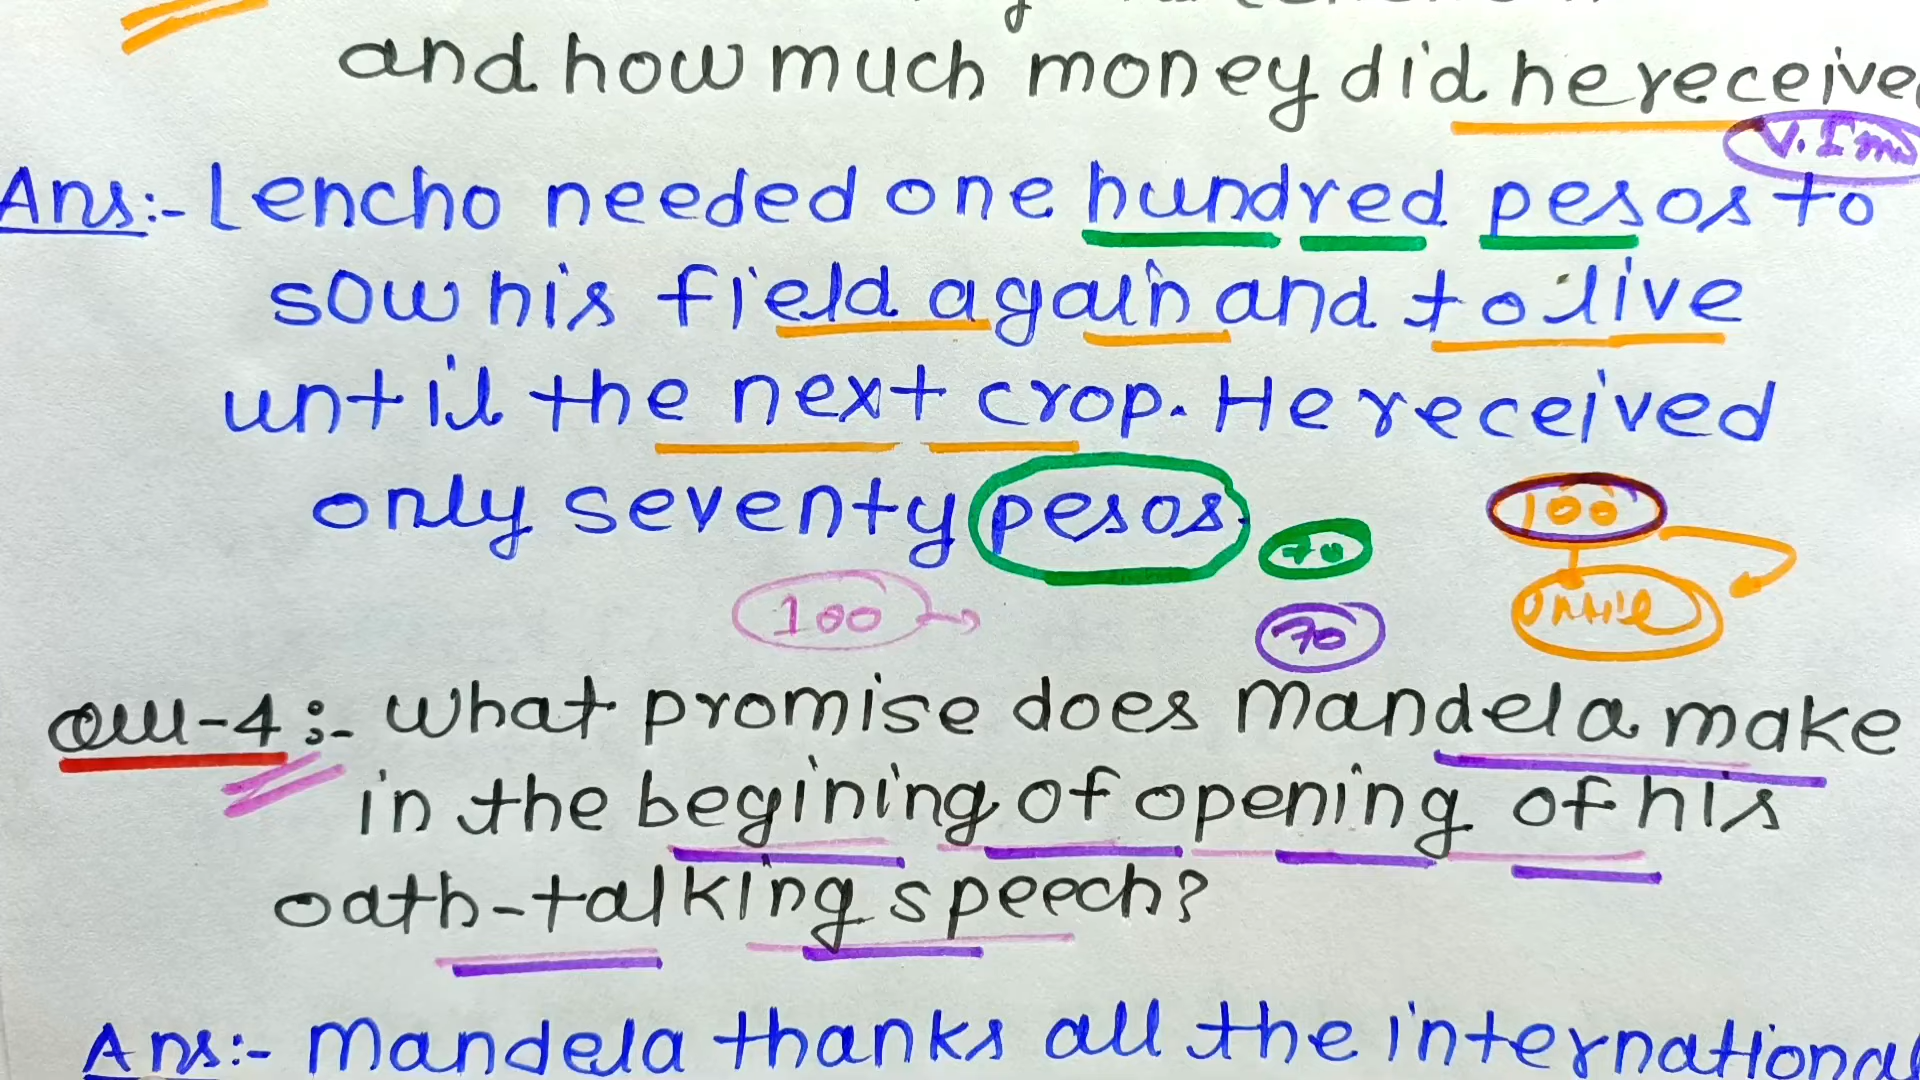 and how much money did he receive
V. Imp
Ans:- Lencho needed one hundred pesos to
sow his field again and to live
until the next crop. He received
only seventy pesos.
70
100
100
70
Until
Que-4:- What promise does Mandela make
in the begining of opening of his
oath-talking speech?
Ans:- Mandela thanks all the international